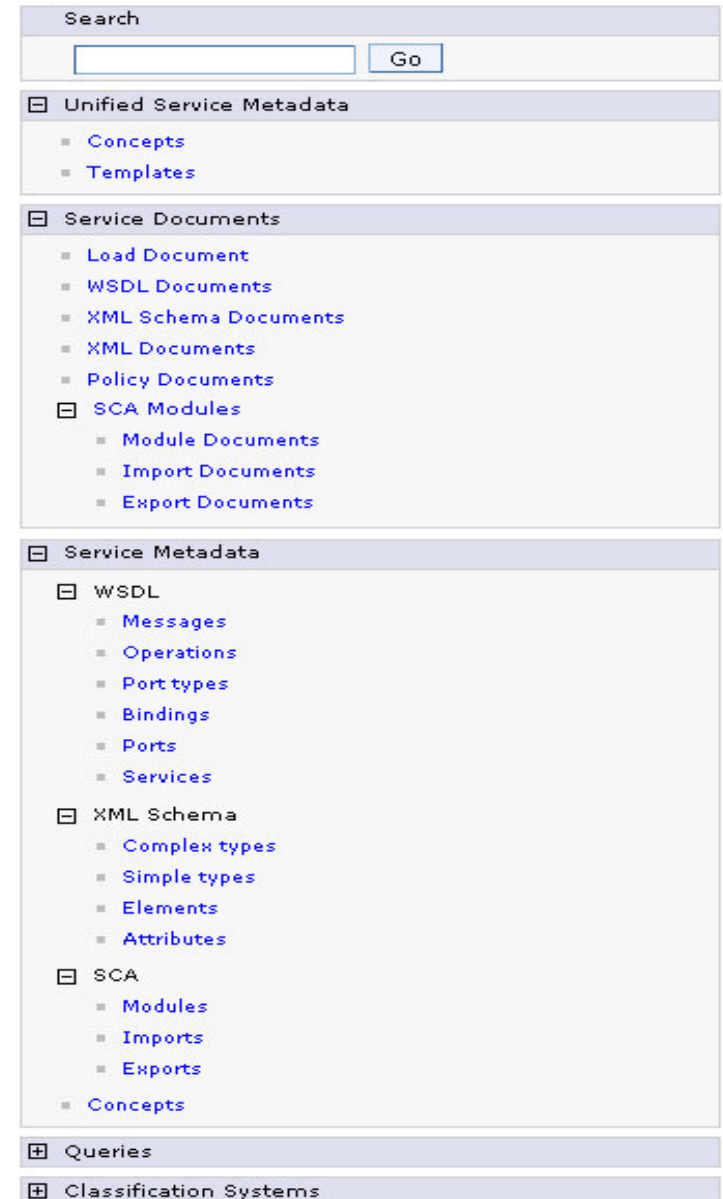 Search
Go
Unified Service Metadata
Concepts
Templates
Service Documents
Load Document
WSDL Documents
XML Schema Documents
XML Documents
Policy Documents
SCA Modules
Module Documents
Import Documents
Export Documents
Service Metadata
WSDL
Messages
Operations
Port types
Bindings
Ports
Services
XML Schema
Complex types
Simple types
Elements
Attributes
SCA
Modules
Imports
Exports
Concepts
Queries
Classification Systems